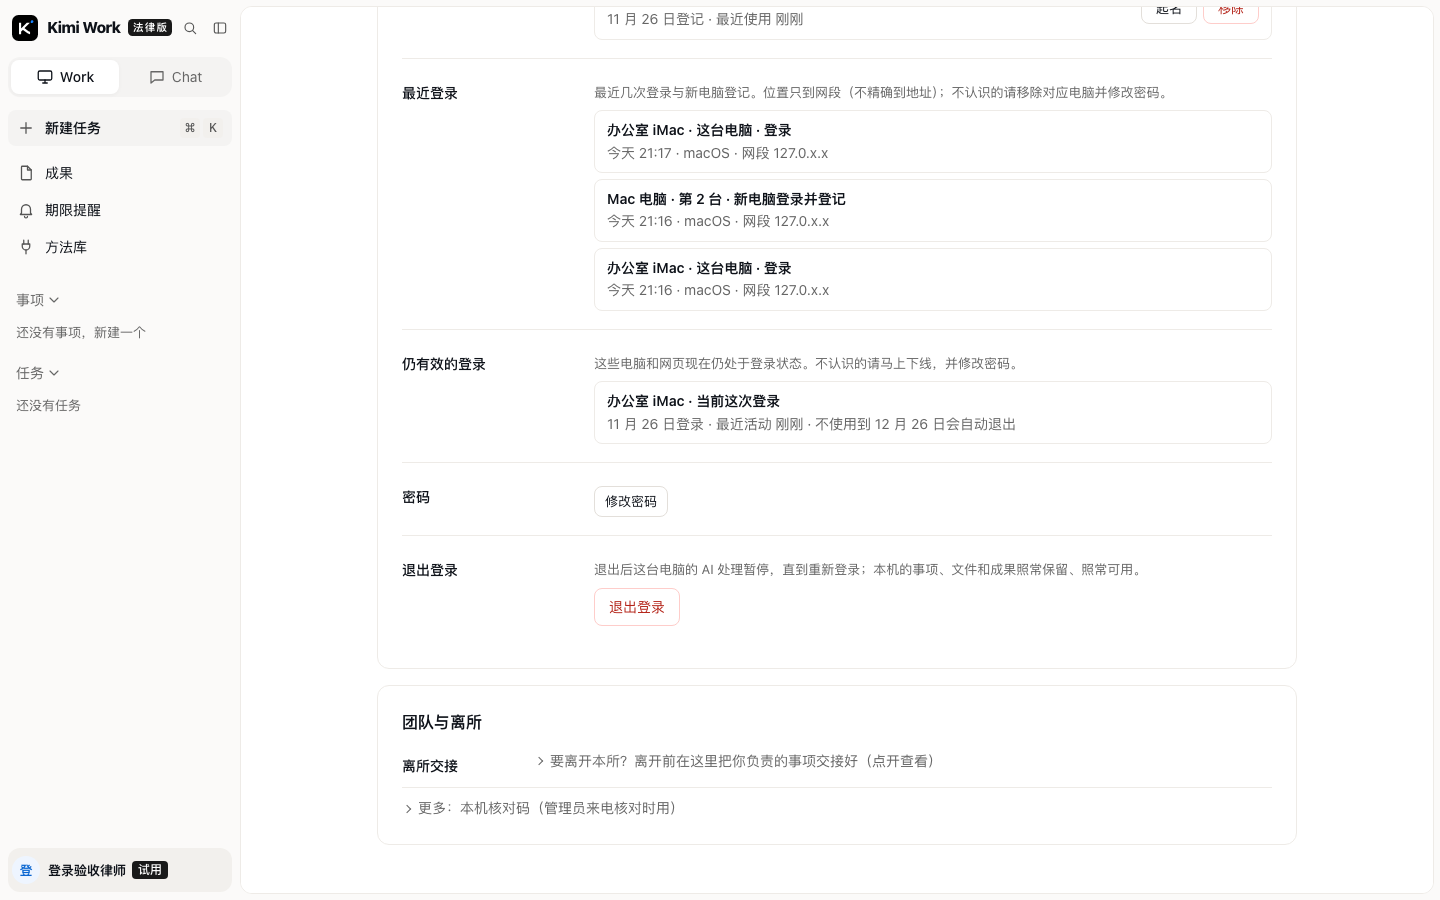 Kimi Work 法律版
Work Chat
新建任务 ⌘ K
成果
期限提醒
方法库
事项
还没有事项，新建一个
任务
还没有任务
登 登录验收律师 试用
11 月 26 日登记 · 最近使用 刚刚
起名 移除
最近登录
最近几次登录与新电脑登记。位置只到网段（不精确到地址）；不认识的请移除对应电脑并修改密码。
办公室 iMac · 这台电脑 · 登录
今天 21:17 · macOS · 网段 127.0.x.x
Mac 电脑 · 第 2 台 · 新电脑登录并登记
今天 21:16 · macOS · 网段 127.0.x.x
办公室 iMac · 这台电脑 · 登录
今天 21:16 · macOS · 网段 127.0.x.x
仍有效的登录
这些电脑和网页现在仍处于登录状态。不认识的请马上下线，并修改密码。
办公室 iMac · 当前这次登录
11 月 26 日登录 · 最近活动 刚刚 · 不使用到 12 月 26 日会自动退出
密码
修改密码
退出登录
退出后这台电脑的 AI 处理暂停，直到重新登录；本机的事项、文件和成果照常保留、照常可用。
退出登录
团队与离所
离所交接
要离开本所？离开前在这里把你负责的事项交接好（点开查看）
更多：本机核对码（管理员来电核对时用）